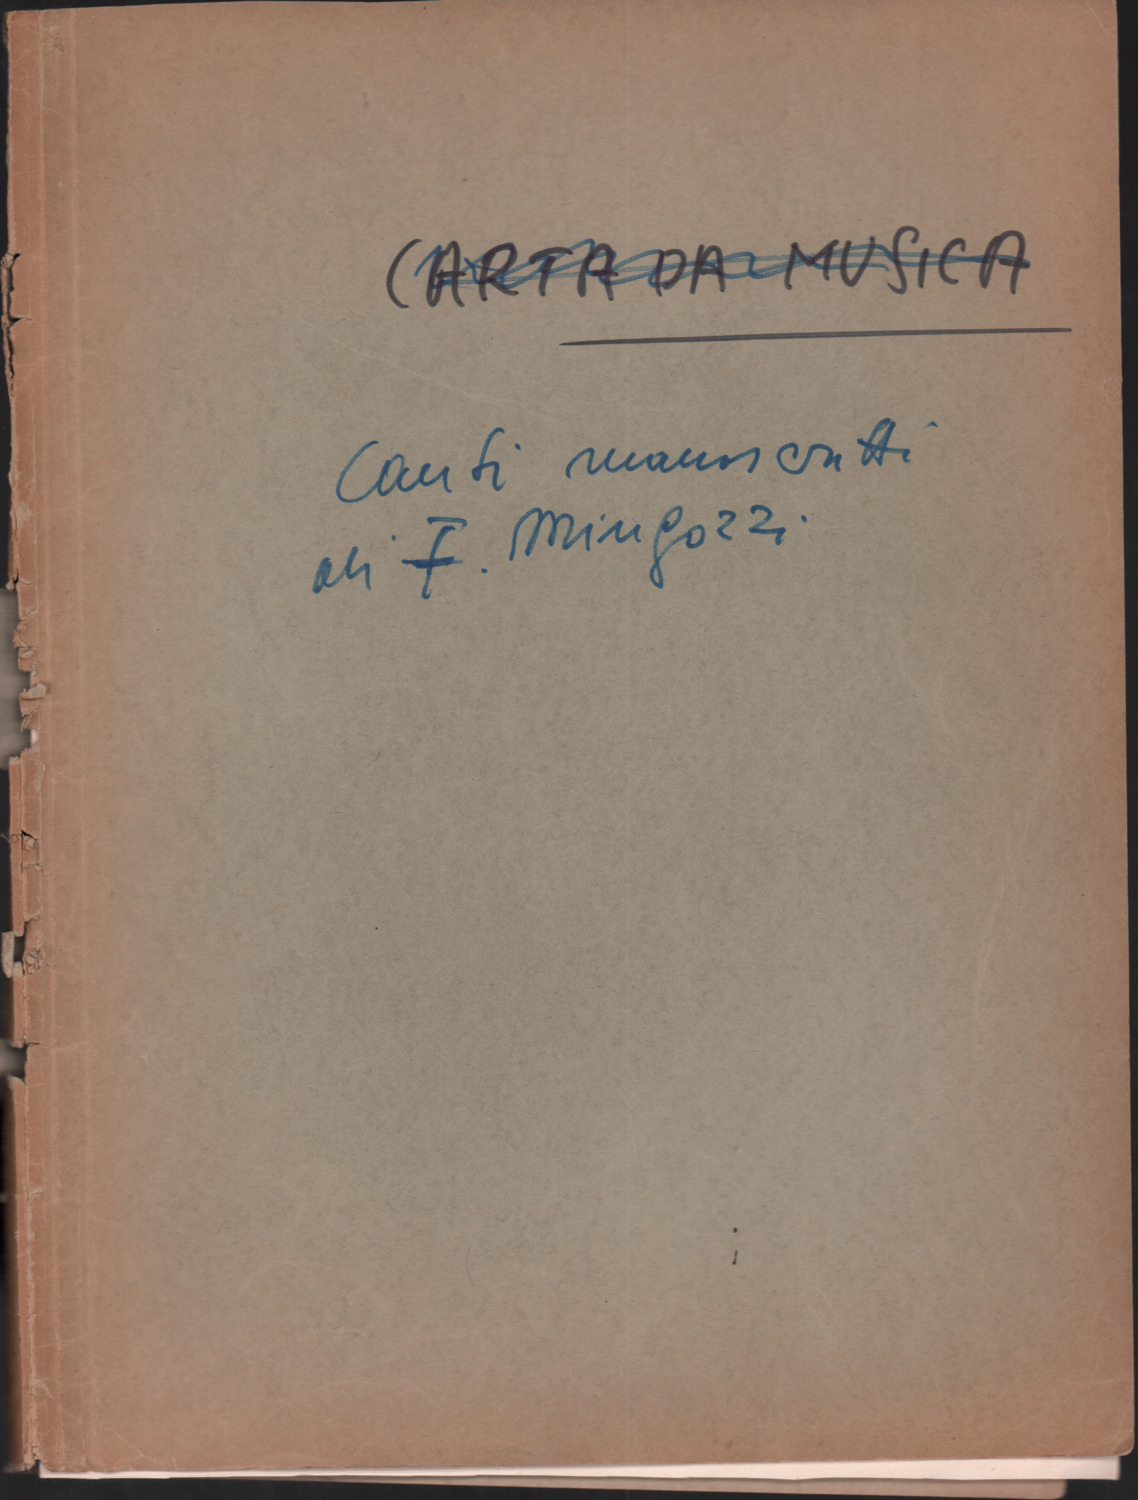 CARTA DA MUSICA
Canti manoscritti
di F. Mingozzi